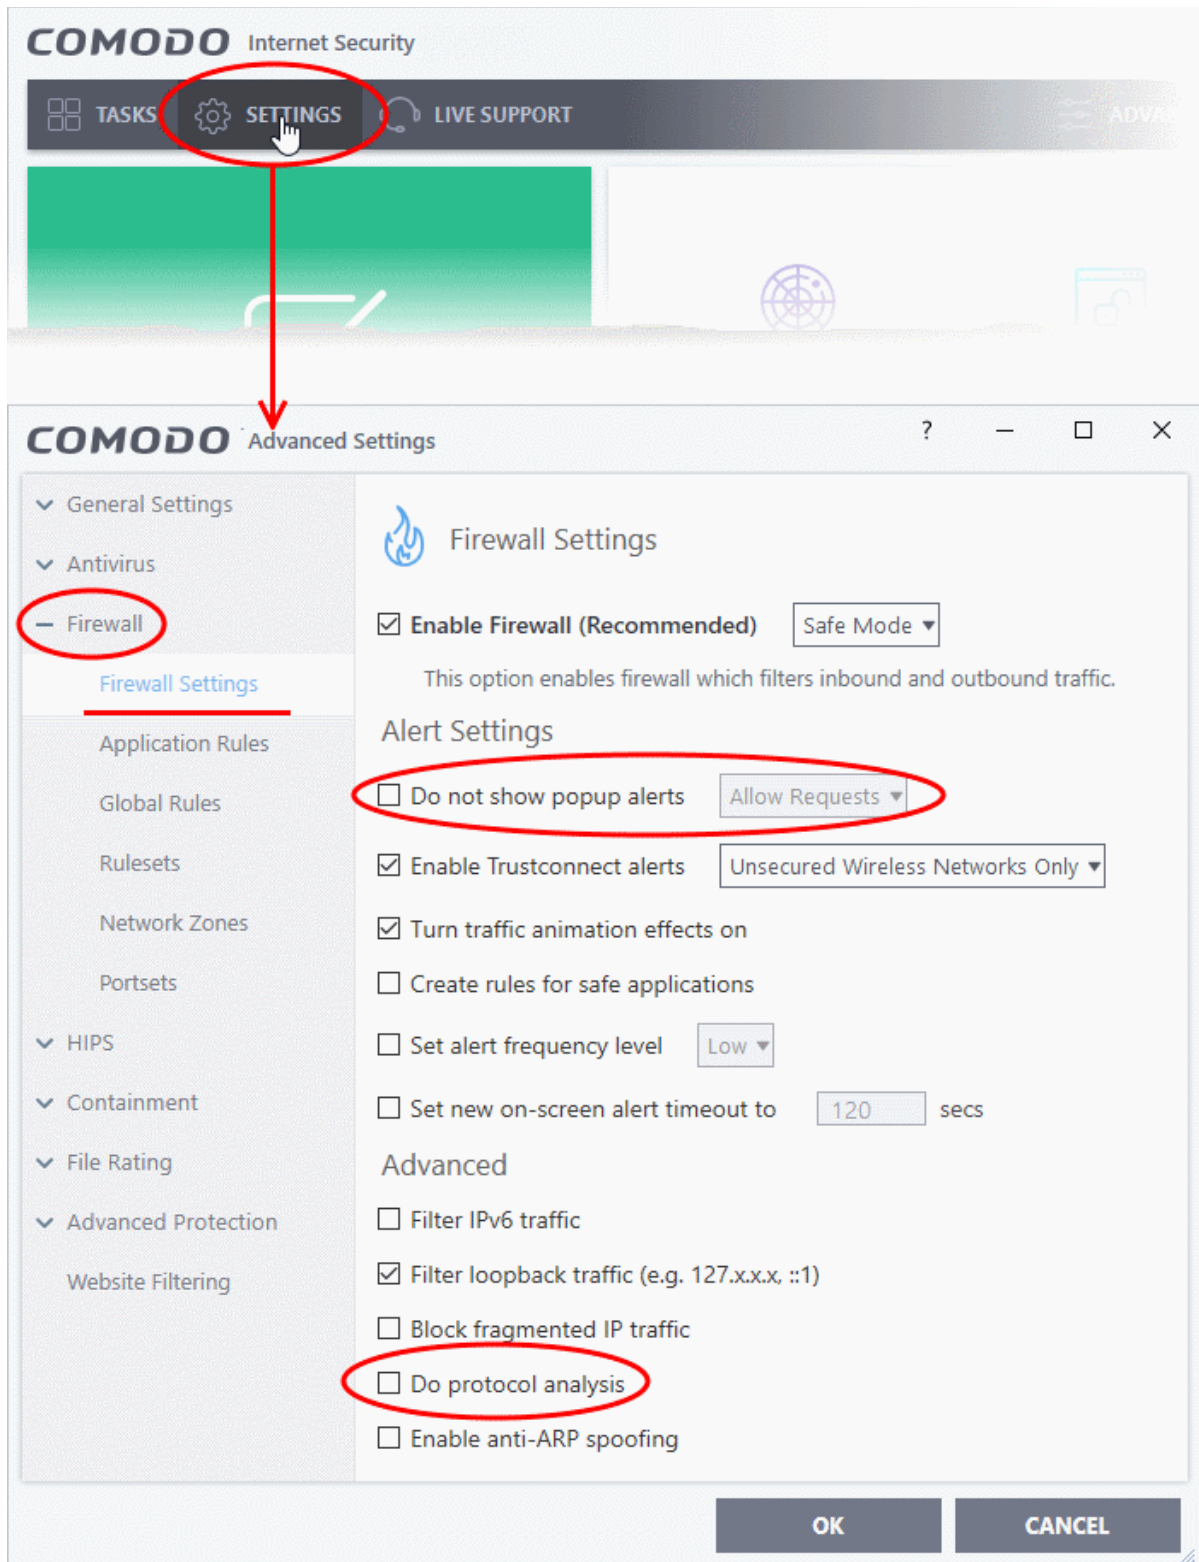 COMODO Internet Security
TASKS SETTINGS LIVE SUPPORT
COMODO Advanced Settings ?
General Settings
Antivirus
Firewall
Firewall Settings
Application Rules
Global Rules
Rulesets
Network Zones
Portsets
HIPS
Containment
File Rating
Advanced Protection
Website Filtering
Firewall Settings
Enable Firewall (Recommended) Safe Mode
This option enables firewall which filters inbound and outbound traffic.
Alert Settings
Do not show popup alerts Allow Requests
Enable Trustconnect alerts Unsecured Wireless Networks Only
Turn traffic animation effects on
Create rules for safe applications
Set alert frequency level Low
Set new on-screen alert timeout to 120 secs
Advanced
Filter IPv6 traffic
Filter loopback traffic (e.g. 127.x.x.x, ::1)
Block fragmented IP traffic
Do protocol analysis
Enable anti-ARP spoofing
OK CANCEL